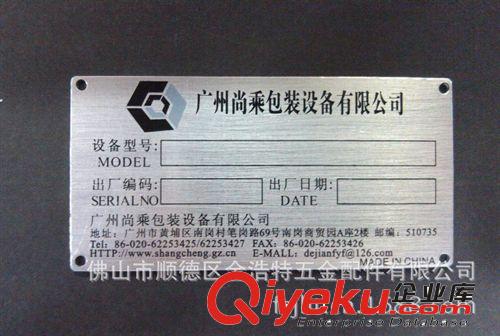 广州尚乘包装设备有限公司
设备型号:
MODEL
出厂编码: 出厂日期:
SERIALNO DATE
广州尚乘包装设备有限公司
地址: 广州市黄埔区南岗村笔岗路69号南岗商贸园A座2楼 邮编: 510735
Tel: 86-020-62253425/62253427 FAX: 86-020-62253426
HTTP://www.shangcheng.gz.cn E-MALL: dejianfyf@126.com
MADE IN CHINA
佛山市顺德区金浩特五金配件有限公司
Qiyeku.com 企业库
Enterprise Database